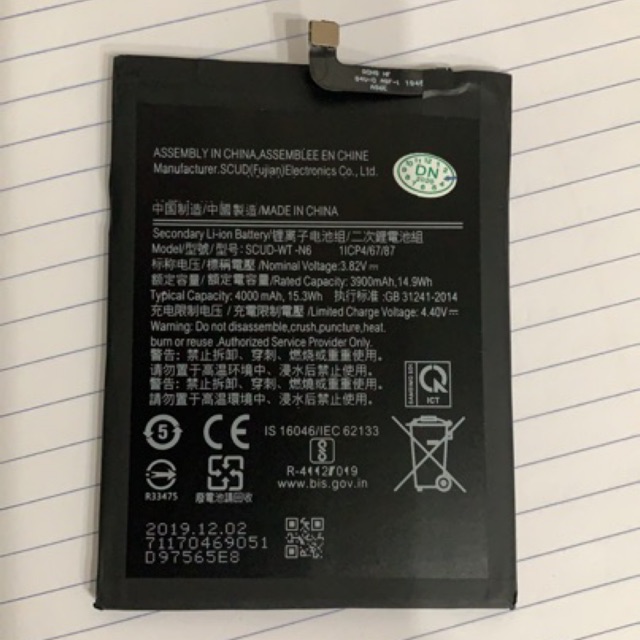 ROHS HF
94V-0 MGF-1 1945
ASSEMBLY IN CHINA,ASSEMBLEE EN CHINE
Manufacturer.SCUD(Fujian)Electronics Co., Ltd.
DN
中国制造/中國製造/MADE IN CHINA
Secondary Li-ion Battery/锂离子电池组/二次鋰電池組
Model/型號/型号: SCUD-WT -N6 1ICP4/67/87
标称电压/標稱電壓 /Nominal Voltage:3.82V⎓
额定容量/額定電容量 /Rated Capacity: 3900mAh,14.9Wh
Typical Capacity: 4000 mAh, 15.3Wh 执行标准:GB 31241-2014
充电限制电压/充電限制電壓 /Limited Charge Voltage: 4.40V⎓
Warning: Do not disassemble,crush,puncture,heat.
burn or reuse .Authorized Service Provider Only.
警告: 禁止拆卸、穿刺、燃烧或重重使用。
请勿置于高温环境中、浸水后禁止使用。
警告: 禁止拆卸、穿刺、燃燒或重重使用。
請勿置于高溫環境中、浸水后禁止使用。
SAMSUNG SDI
ICT
5
CE
IS 16046/IEC 62133
R33475
廢電池請回收
R-41127019
www.bis.gov.in
2019.12.02
71170469051
D97565E8